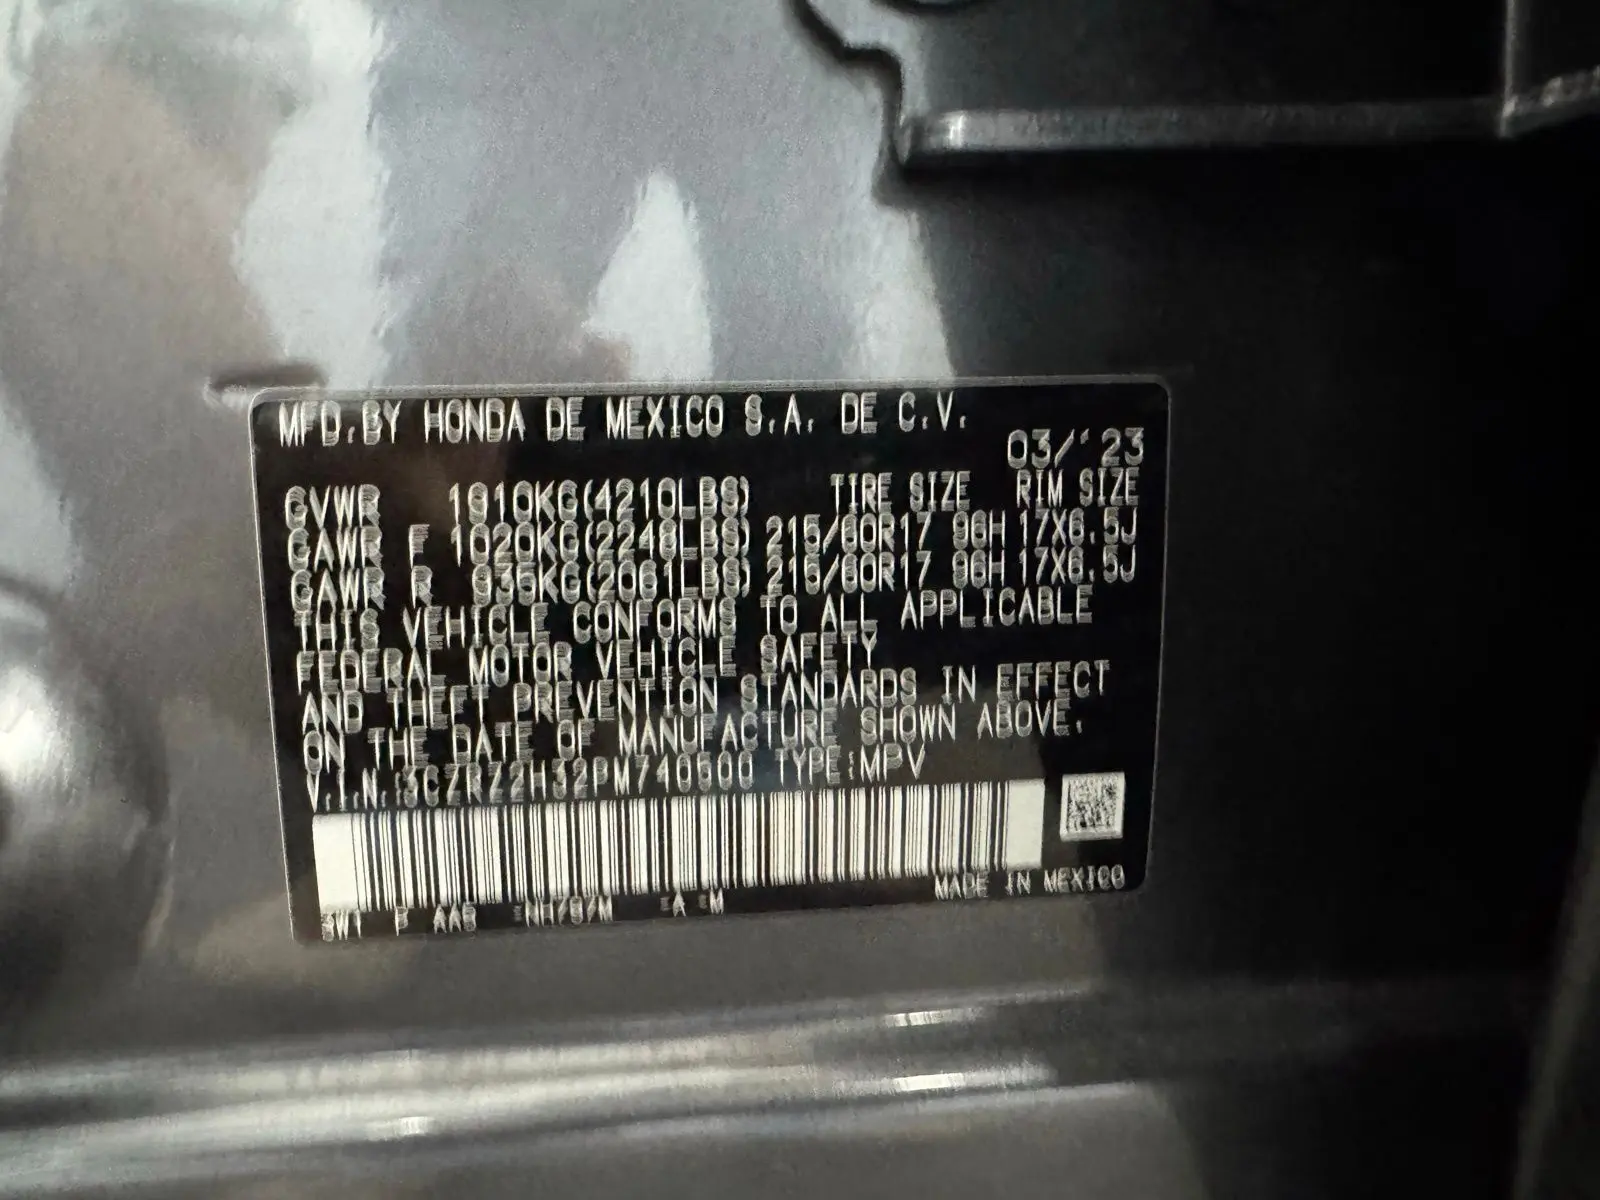 MFD.BY HONDA DE MEXICO S.A. DE C.V.
03/'23
GVWR 1910KG(4210LBS) TIRE SIZE RIM SIZE
GAWR F 1020KG(2248LBS) 215/60R17 96H 17X6.5J
GAWR R 935KG(2061LBS) 215/60R17 96H 17X6.5J
THIS VEHICLE CONFORMS TO ALL APPLICABLE
FEDERAL MOTOR VEHICLE SAFETY
AND THEFT PREVENTION STANDARDS IN EFFECT
ON THE DATE OF MANUFACTURE SHOWN ABOVE.
V.I.N.:3CZRZ2H32PM740500 TYPE:MPV
MADE IN MEXICO
3W1 P AAB